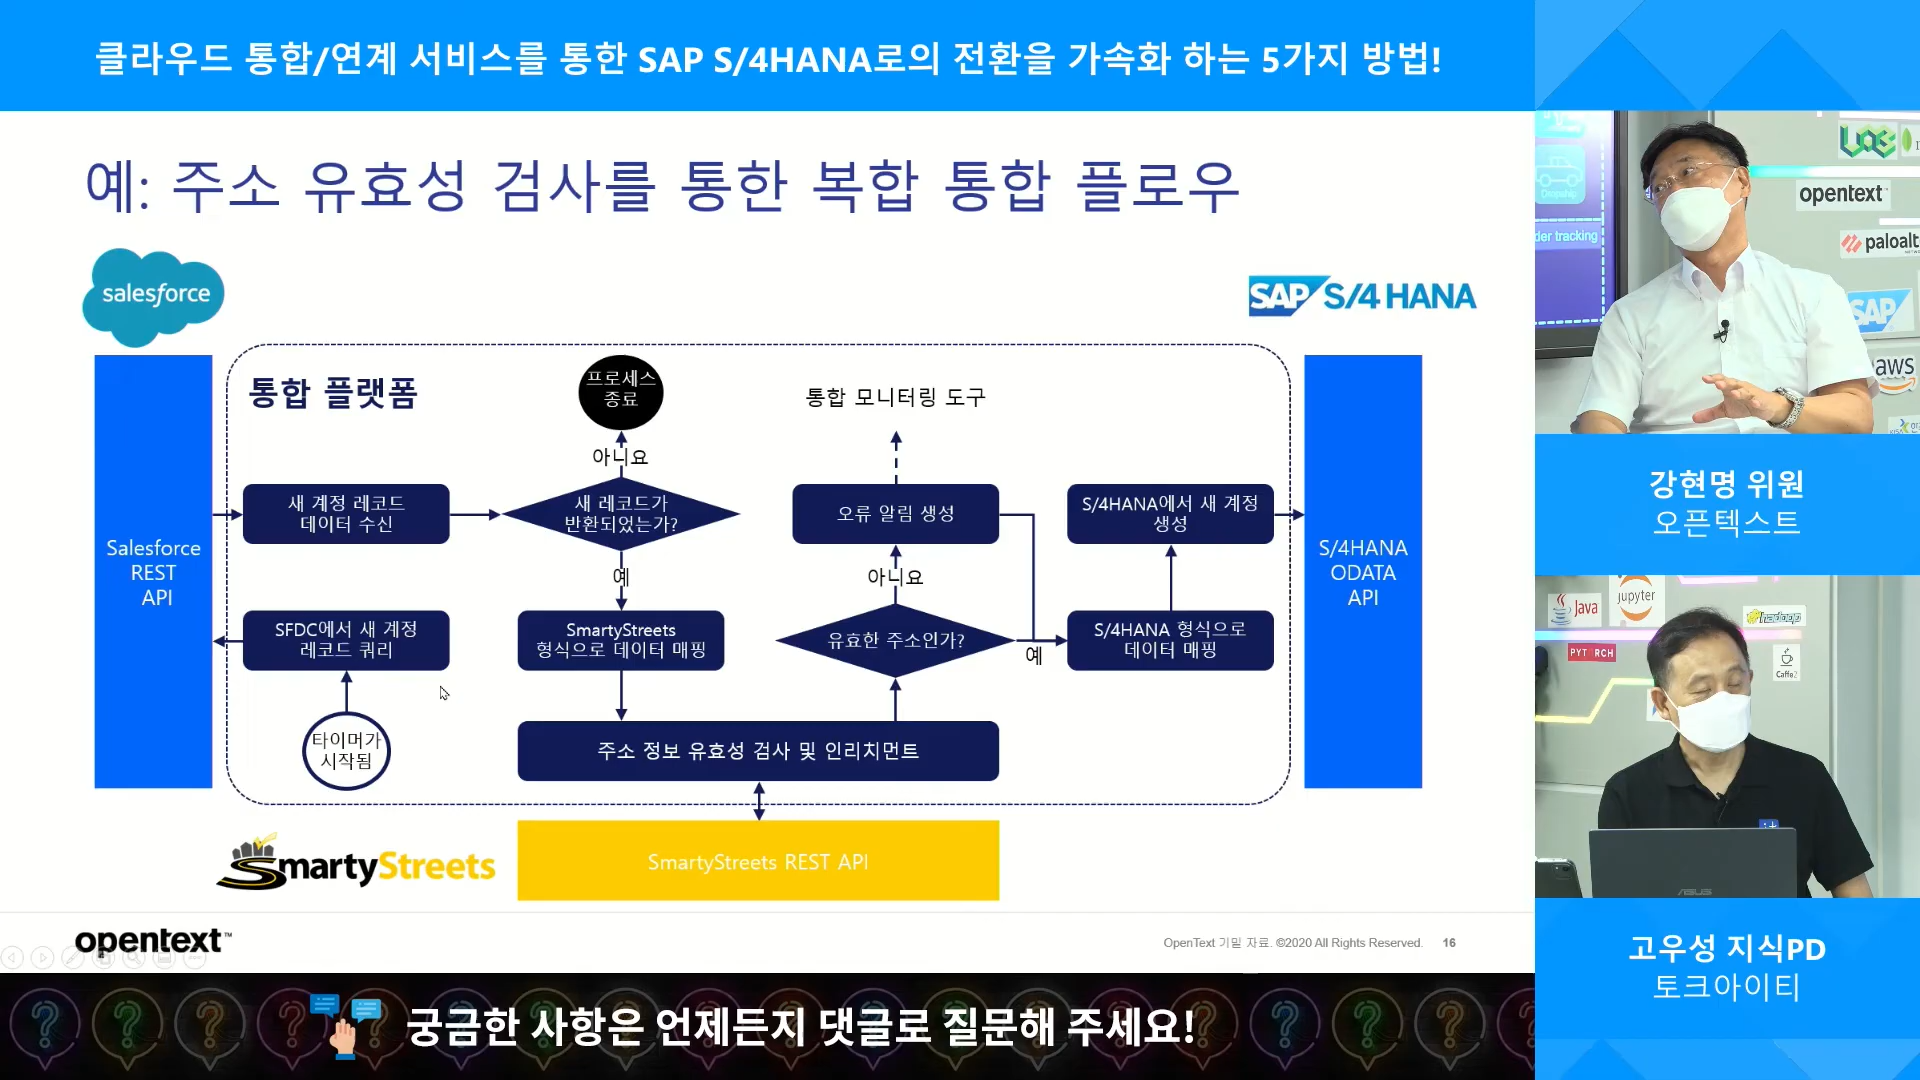 클라우드 통합/연계 서비스를 통한 SAP S/4HANA로의 전환을 가속화 하는 5가지 방법!
예: 주소 유효성 검사를 통한 복합 통합 플로우
salesforce
SAP S/4 HANA
통합 플랫폼
프로세스
종료
통합 모니터링 도구
아니요
새 계정 레코드
데이터 수신
새 레코드가
반환되었는가?
오류 알림 생성
S/4HANA에서 새 계정
생성
Salesforce
REST
API
S/4HANA
ODATA
API
예
아니요
SFDC에서 새 계정
레코드 쿼리
SmartyStreets
형식으로 데이터 매핑
유효한 주소인가?
예
S/4HANA 형식으로
데이터 매핑
타이머가
시작됨
주소 정보 유효성 검사 및 인리치먼트
SmartyStreets
SmartyStreets REST API
opentext™
OpenText 기밀 자료. ©2020 All Rights Reserved. 16
궁금한 사항은 언제든지 댓글로 질문해 주세요!
Dropship
der tracking
opentext
paloalt
SAP
aws
강현명 위원
오픈텍스트
Java
jupyter
hadoop
PYTORCH
Caffe2
ASUS
고우성 지식PD
토크아이티